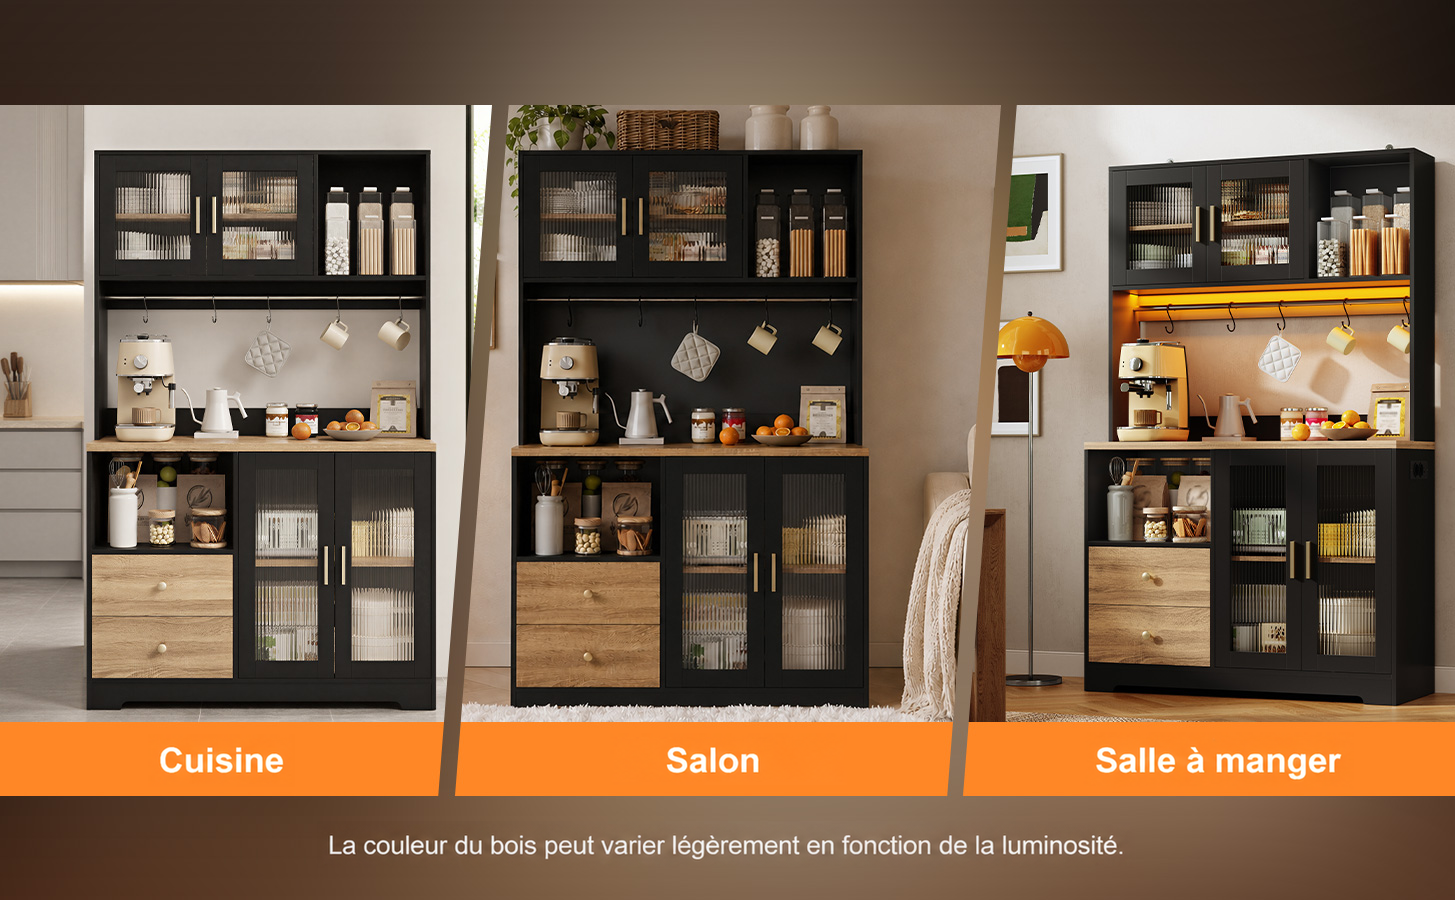 Cuisine
Salon
Salle à manger
La couleur du bois peut varier légèrement en fonction de la luminosité.